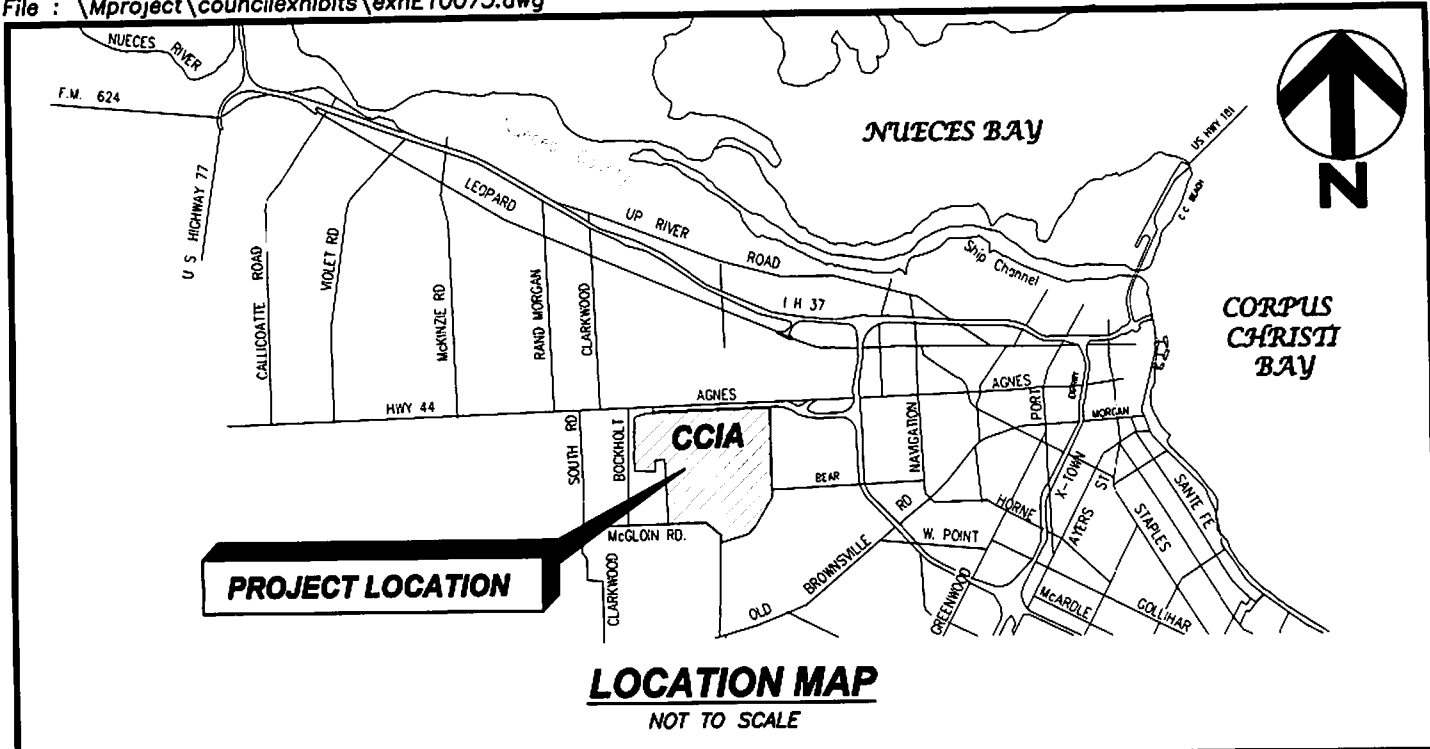 File : \Mproject\councilexhibits\exhE10095.dwg
NUECES RIVER
F.M. 624
US HWY 181
NUECES BAY
C C BEACH
LEOPARD
UP RIVER ROAD
Ship Channel
U S HIGHWAY 77
CALLICOATTE ROAD
VIOLET RD
McKINZIE RD
RAND MORGAN
CLARKWOOD
I H 37
CORPUS
CHRISTI
BAY
N
HWY 44
AGNES
AGNES
PORT
MORGAN
SOUTH RD
BOCKHOLT
CCIA
NAVIGATION
BEAR
X-TOWN
AYERS ST
STAPLES
SANTE FE
HORNE
McGLOIN RD.
W. POINT
OLD BROWNSVILLE RD
GREENWOOD
McARDLE
GOLLIHAR
CLARKWOOD
PROJECT LOCATION
LOCATION MAP
NOT TO SCALE